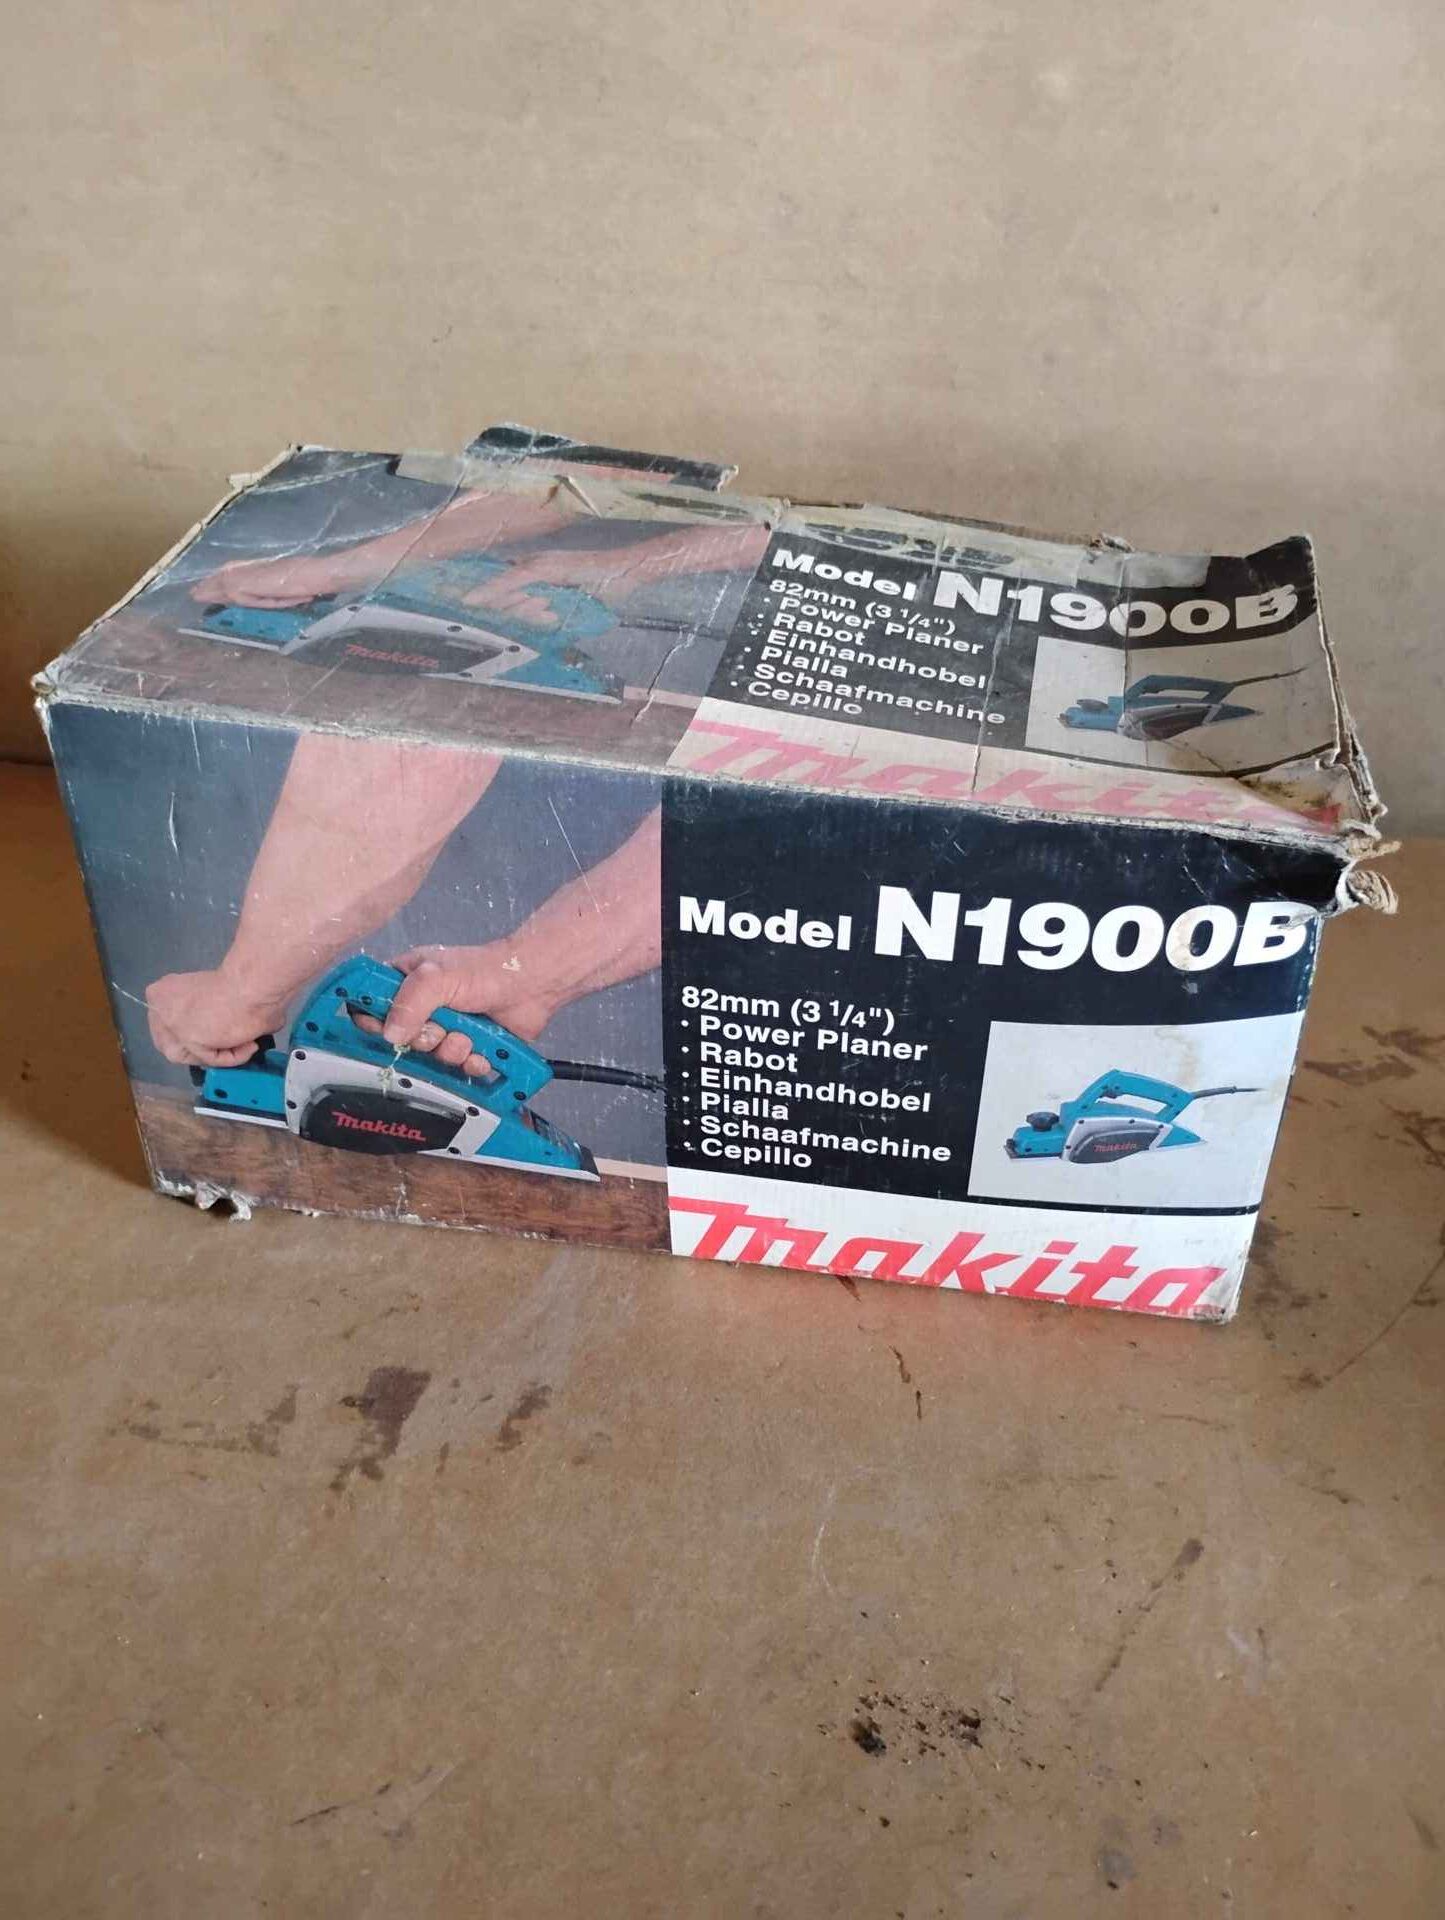 Model N1900B
82mm (3 1/4")
· Power Planer
· Rabot
· Einhandhobel
· Pialla
· Schaafmachine
· Cepillo
makita
makita
Model N1900B
82mm (3 1/4")
· Power Planer
· Rabot
· Einhandhobel
· Pialla
· Schaafmachine
· Cepillo
makita
makita
makita